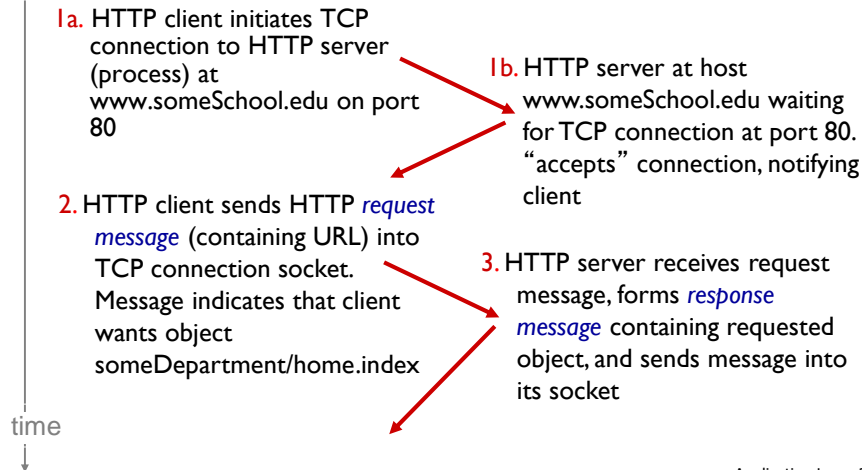 1a. HTTP client initiates TCP
connection to HTTP server
(process) at
www.someSchool.edu on port
80
1b. HTTP server at host
www.someSchool.edu waiting
for TCP connection at port 80.
“accepts” connection, notifying
client
2. HTTP client sends HTTP request
message (containing URL) into
TCP connection socket.
Message indicates that client
wants object
someDepartment/home.index
3. HTTP server receives request
message, forms response
message containing requested
object, and sends message into
its socket
time